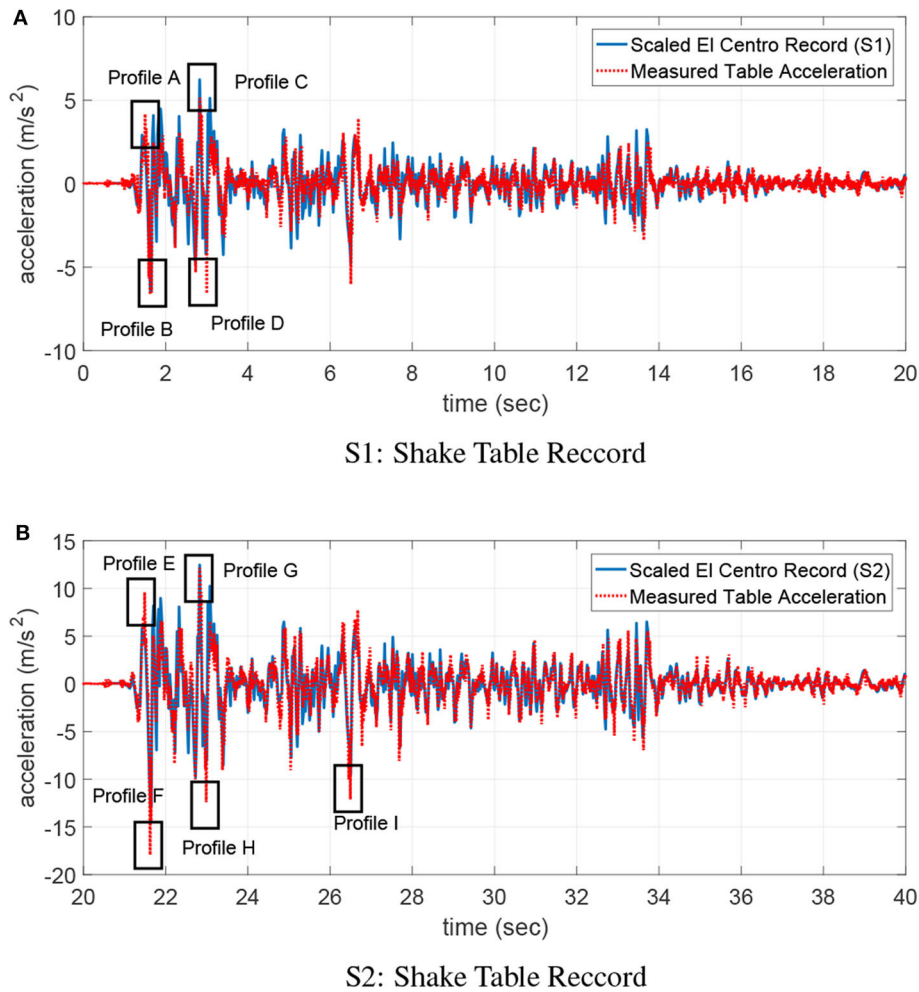 A
10
Scaled El Centro Record (S1)
Measured Table Acceleration
Profile A
Profile C
5
0
acceleration (m/s²)
-5
Profile B
Profile D
-10
0 2 4 6 8 10 12 14 16 18 20
time (sec)
S1: Shake Table Reccord
B
15
Scaled El Centro Record (S2)
Measured Table Acceleration
Profile E
Profile G
10
5
0
acceleration (m/s²)
-5
-10
Profile F
Profile I
-15
Profile H
-20
20 22 24 26 28 30 32 34 36 38 40
time (sec)
S2: Shake Table Reccord